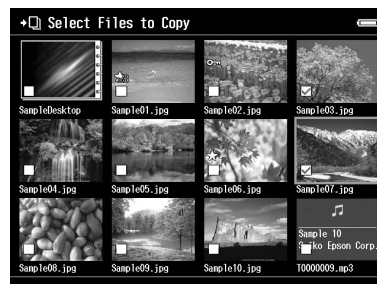 Select Files to Copy
SampleDesktop
Sample01.jpg
Sample02.jpg
Sample03.jpg
Sample04.jpg
Sample05.jpg
Sample06.jpg
Sample07.jpg
Sample 10
Seiko Epson Corp.
Sample08.jpg
Sample09.jpg
Sample10.jpg
T0000009.mp3